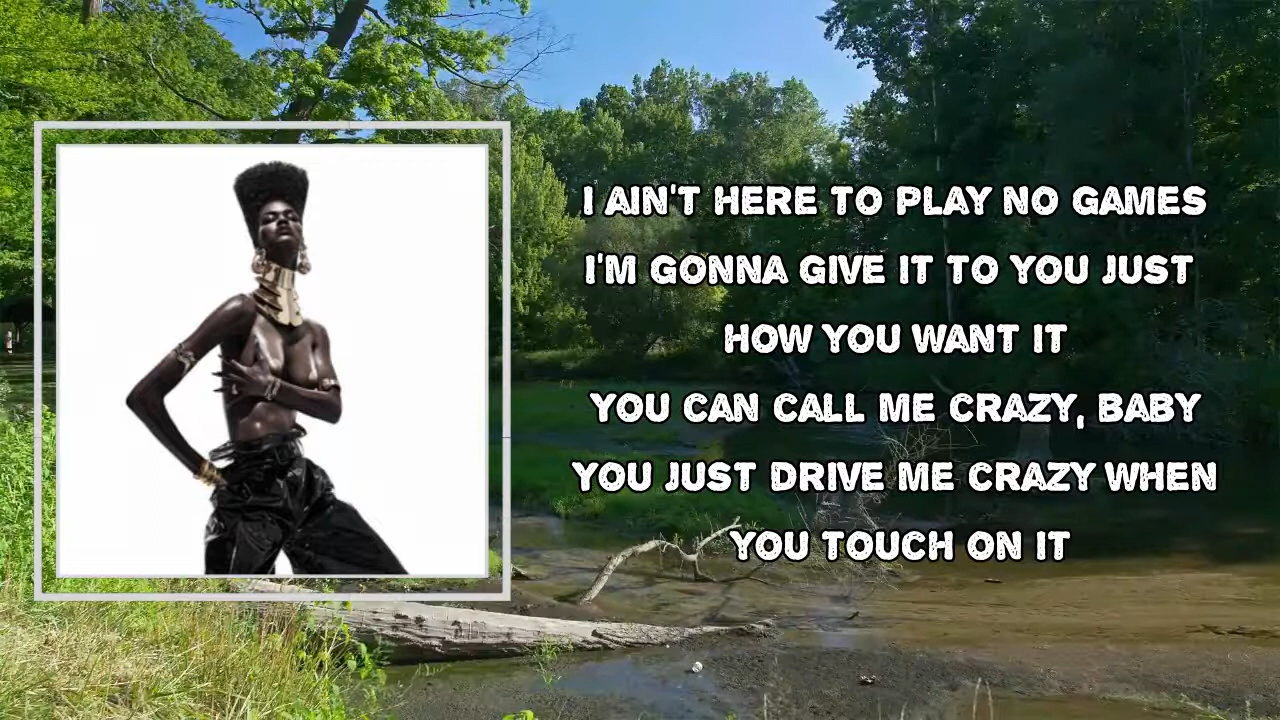 I AIN'T HERE TO PLAY NO GAMES
I'M GONNA GIVE IT TO YOU JUST
HOW YOU WANT IT
YOU CAN CALL ME CRAZY, BABY
YOU JUST DRIVE ME CRAZY WHEN
YOU TOUCH ON IT